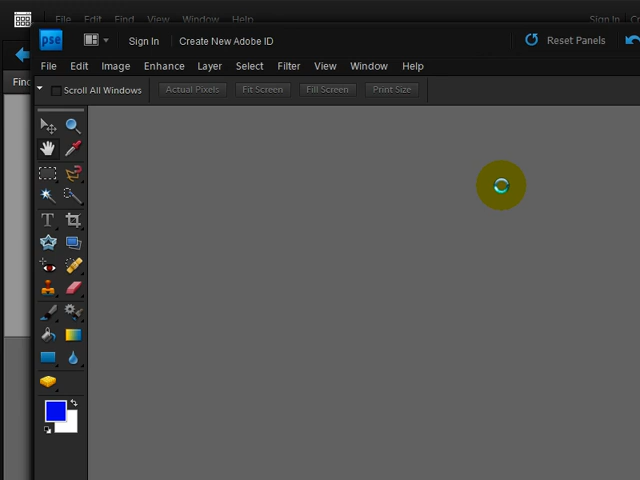 File Edit Find View Window Help Sign In
pse Sign In Create New Adobe ID Reset Panels
File Edit Image Enhance Layer Select Filter View Window Help
Find
Scroll All Windows Actual Pixels Fit Screen Fill Screen Print Size
T